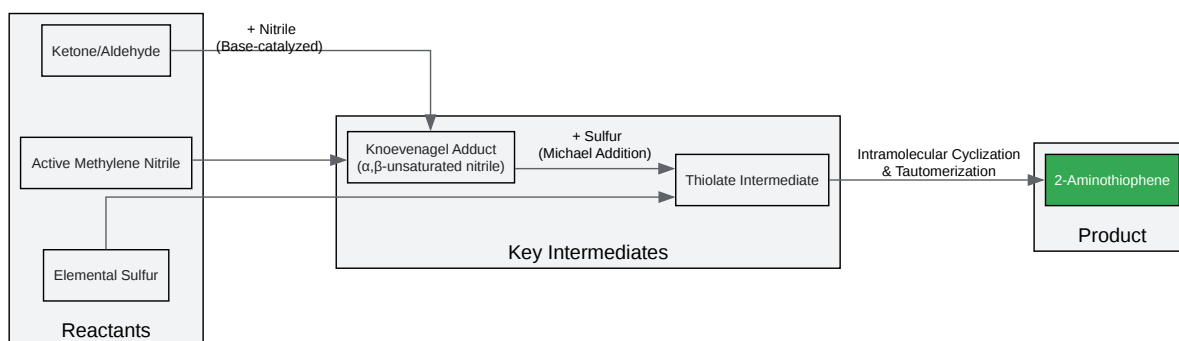 Ketone/Aldehyde
+ Nitrile
(Base-catalyzed)
Active Methylene Nitrile
Elemental Sulfur
Reactants
Knoevenagel Adduct
(α,β-unsaturated nitrile)
+ Sulfur
(Michael Addition)
Thiolate Intermediate
Key Intermediates
Intramolecular Cyclization
& Tautomerization
2-Aminothiophene
Product